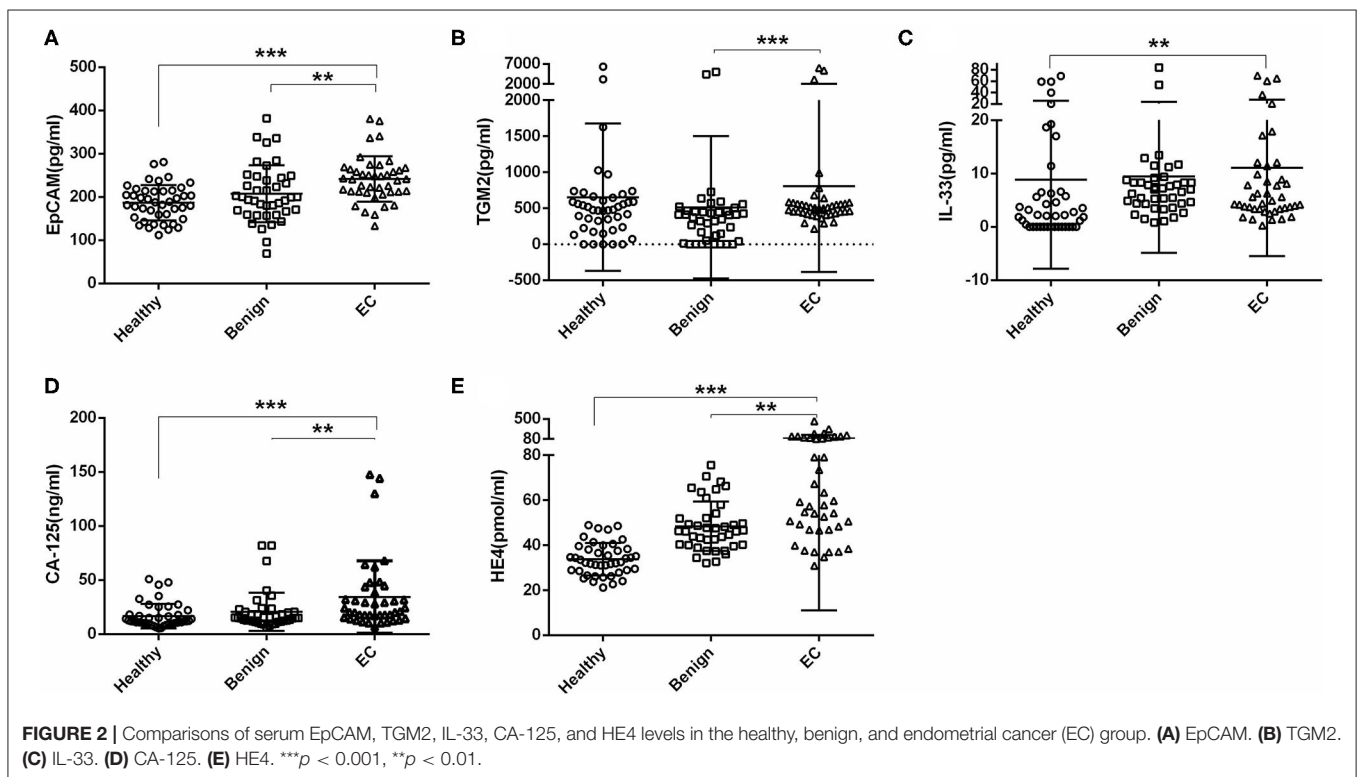 A
EpCAM(pg/ml)
500
400
300
200
100
0
***
**
Healthy
Benign
EC
B
TGM2(pg/ml)
7000
2000
2000
1500
1000
500
0
-500
***
Healthy
Benign
EC
C
IL-33(pg/ml)
80
60
40
20
20
10
0
-10
**
Healthy
Benign
EC
D
CA-125(ng/ml)
200
150
100
50
0
***
**
Healthy
Benign
EC
E
HE4(pmol/ml)
500
80
80
60
40
20
0
***
**
Healthy
Benign
EC
FIGURE 2 | Comparisons of serum EpCAM, TGM2, IL-33, CA-125, and HE4 levels in the healthy, benign, and endometrial cancer (EC) group. (A) EpCAM. (B) TGM2.
(C) IL-33. (D) CA-125. (E) HE4. ***p < 0.001, **p < 0.01.